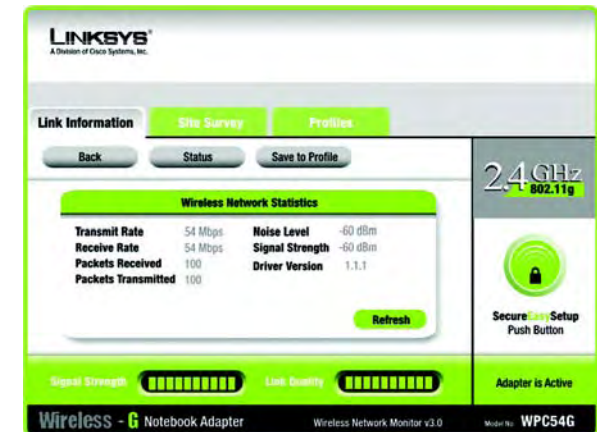 LINKSYS®
A Division of Cisco Systems, Inc.
Link Information Site Survey Profiles
Back Status Save to Profile
2.4 GHz
802.11g
Wireless Network Statistics
Transmit Rate 54 Mbps Noise Level -60 dBm
Receive Rate 54 Mbps Signal Strength -60 dBm
Packets Received 100 Driver Version 1.1.1
Packets Transmitted 100
Refresh
SecureEasySetup
Push Button
Signal Strength Link Quality Adapter is Active
Wireless - G Notebook Adapter Wireless Network Monitor v3.0 Model No. WPC54G